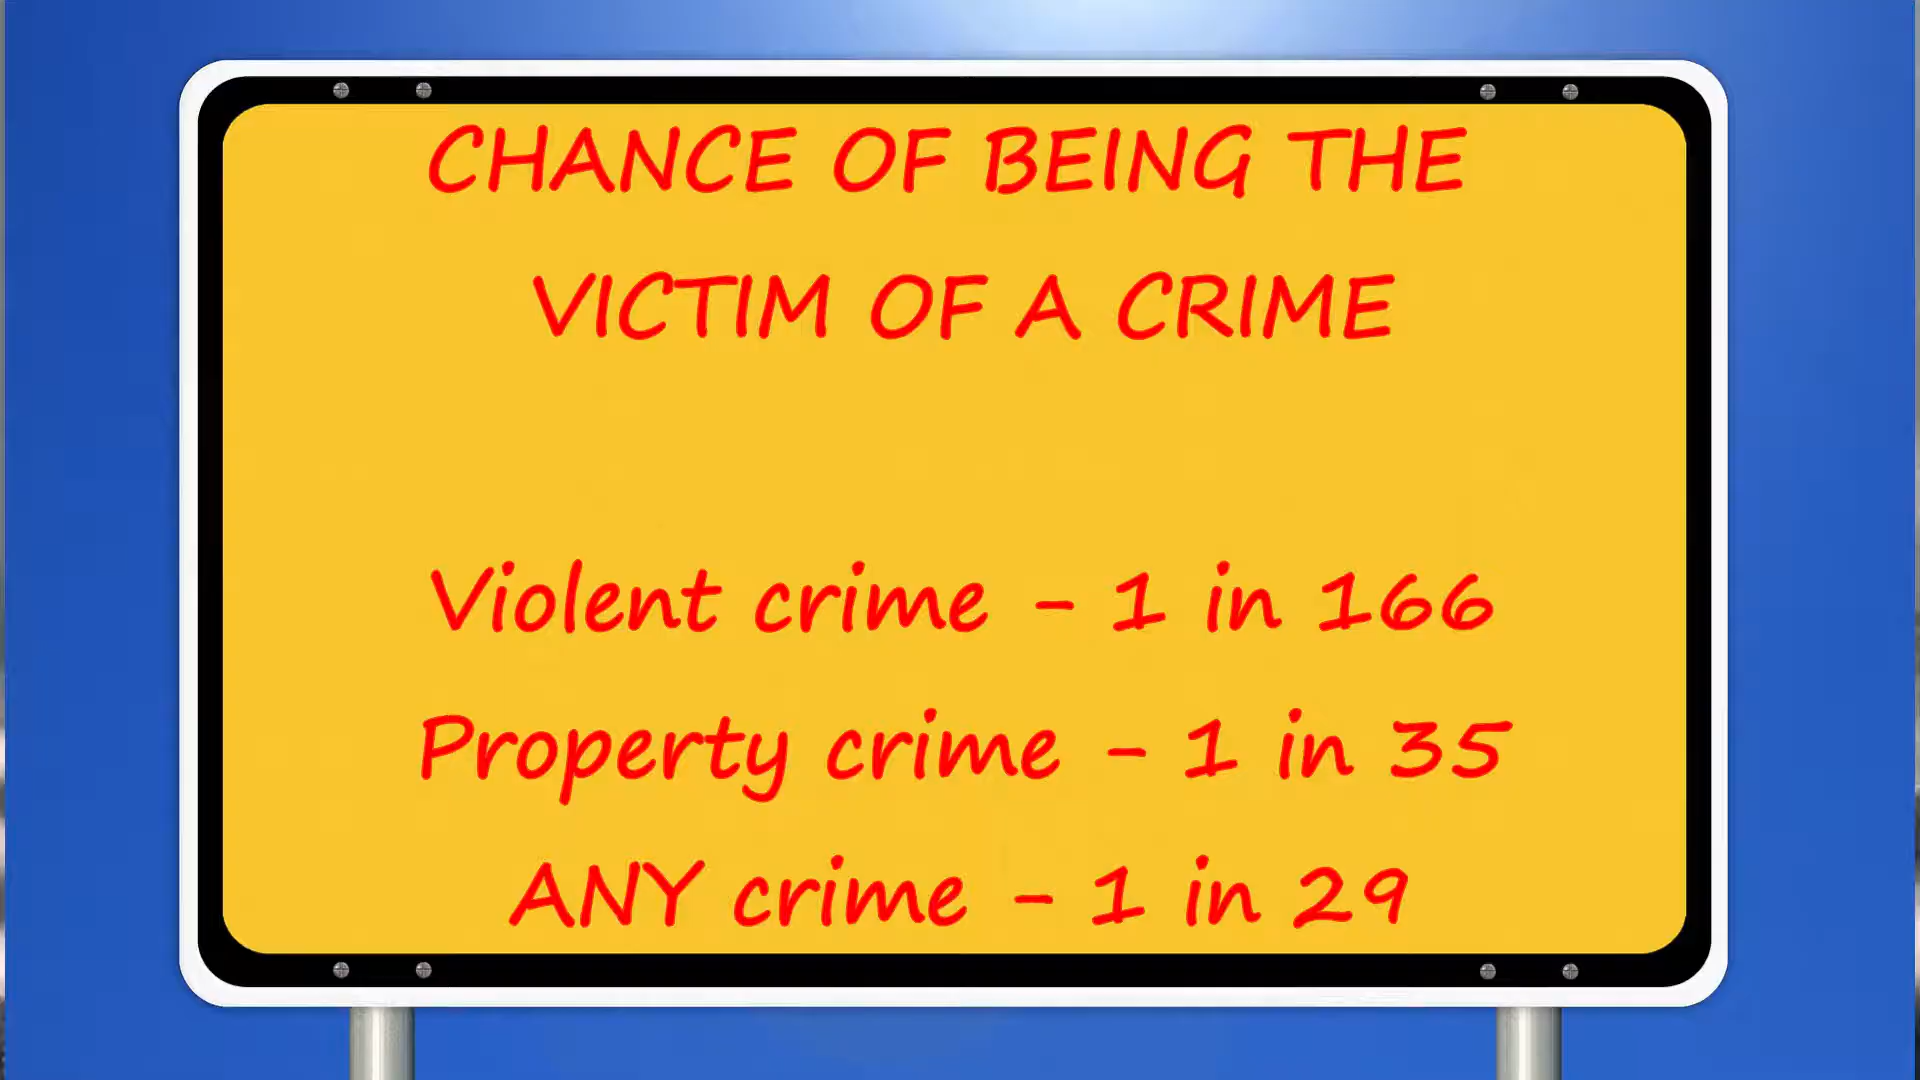 CHANCE OF BEING THE
VICTIM OF A CRIME
Violent crime - 1 in 166
Property crime - 1 in 35
ANY crime - 1 in 29